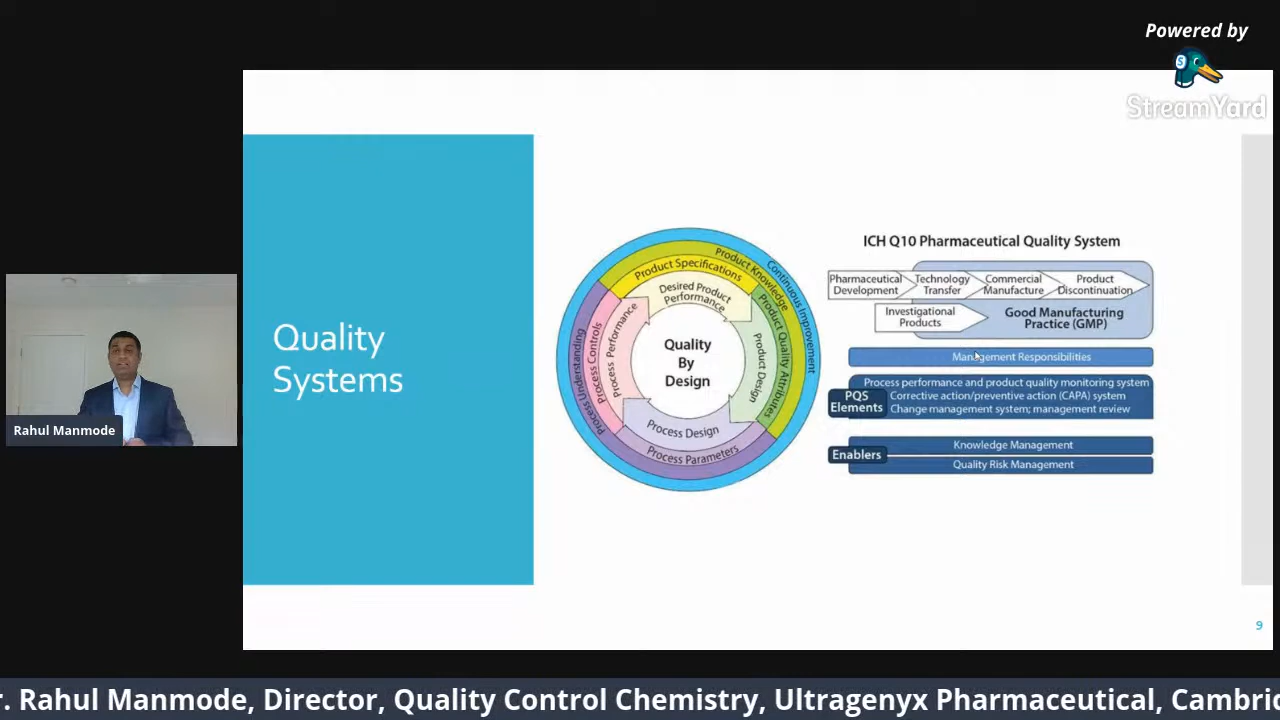 Powered by
StreamYard
Quality
Systems
Continuous Improvement
Product Knowledge
Product Specifications
Desired Product
Performance
Product Quality Attributes
Product Design
Process Understanding
Process Controls
Process Performance
Quality
By
Design
Process Design
Process Parameters
ICH Q10 Pharmaceutical Quality System
Pharmaceutical
Development
Technology
Transfer
Commercial
Manufacture
Product
Discontinuation
Investigational
Products
Good Manufacturing
Practice (GMP)
Management Responsibilities
PQS
Elements
Process performance and product quality monitoring system
Corrective action/preventive action (CAPA) system
Change management system; management review
Enablers
Knowledge Management
Quality Risk Management
9
Rahul Manmode
r. Rahul Manmode, Director, Quality Control Chemistry, Ultragenyx Pharmaceutical, Cambric